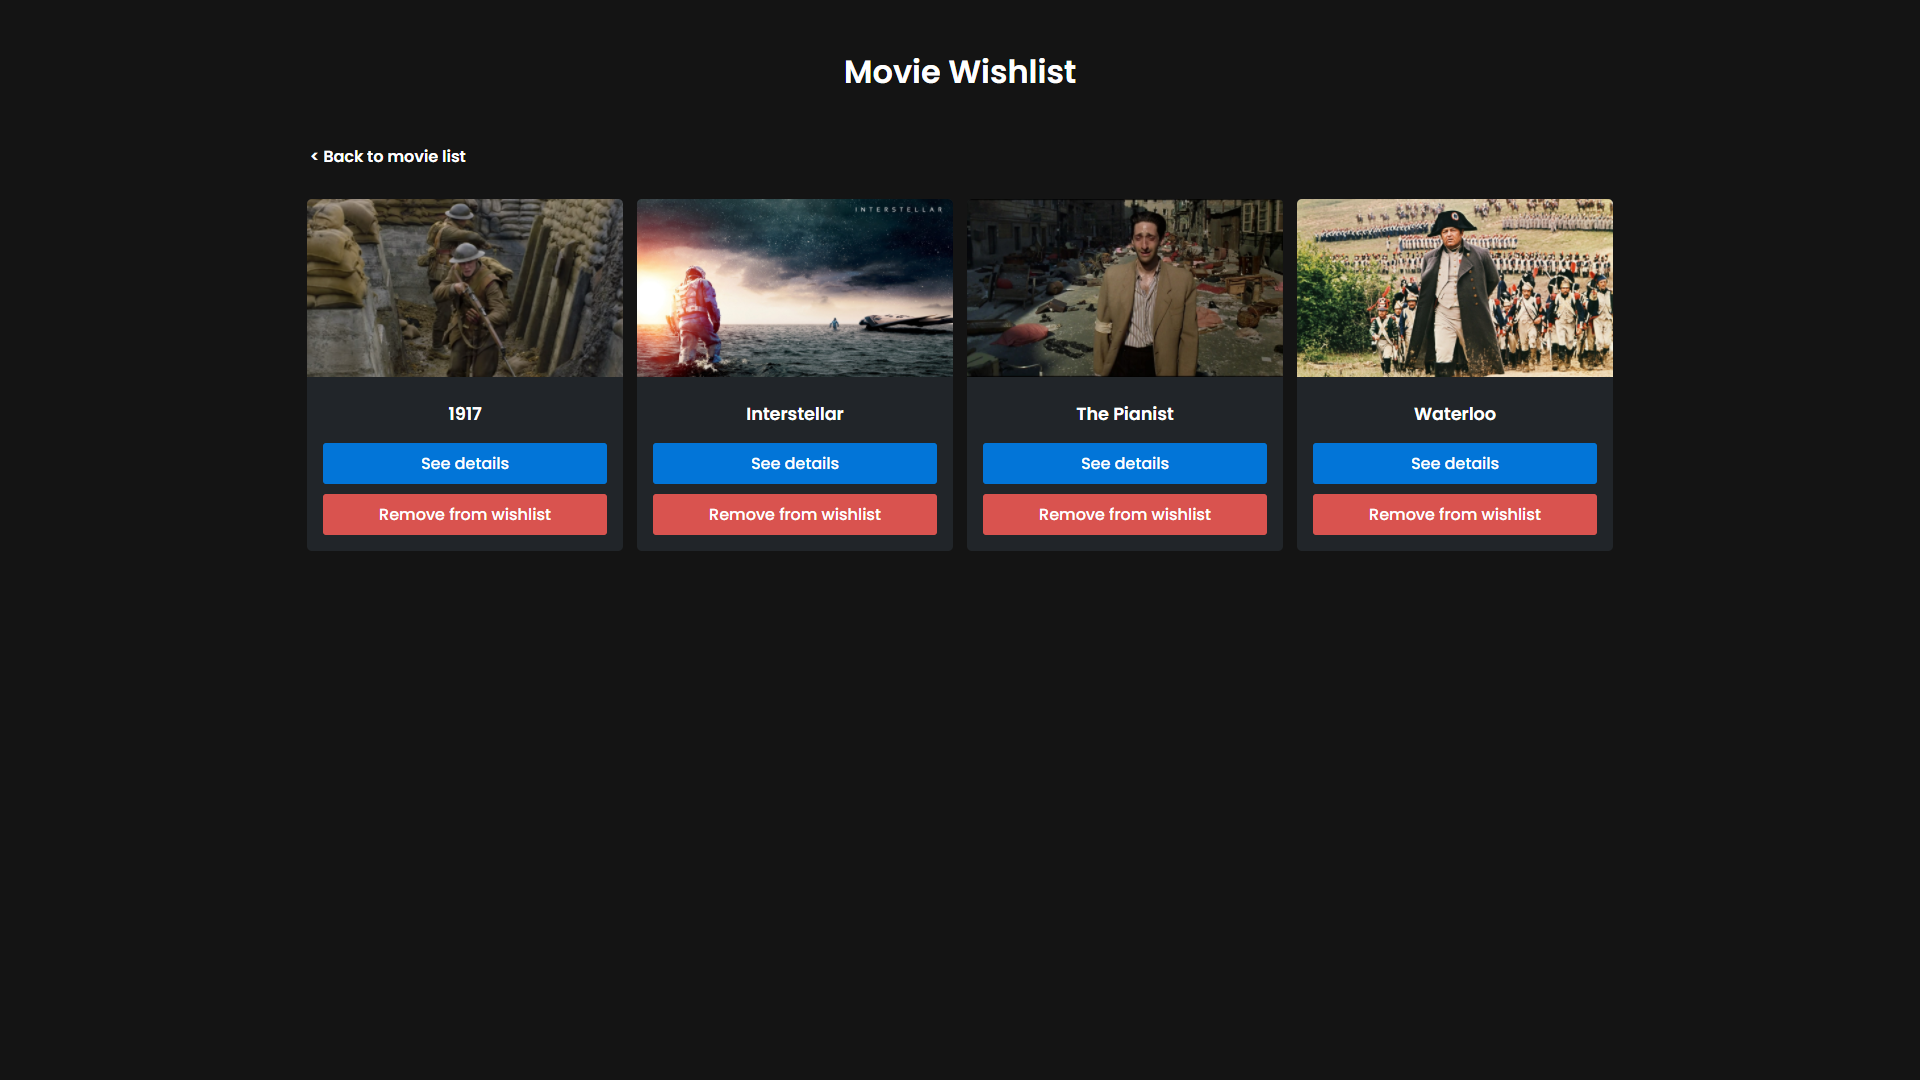 Movie Wishlist
< Back to movie list
INTERSTELLAR
1917
Interstellar
The Pianist
Waterloo
See details
See details
See details
See details
Remove from wishlist
Remove from wishlist
Remove from wishlist
Remove from wishlist